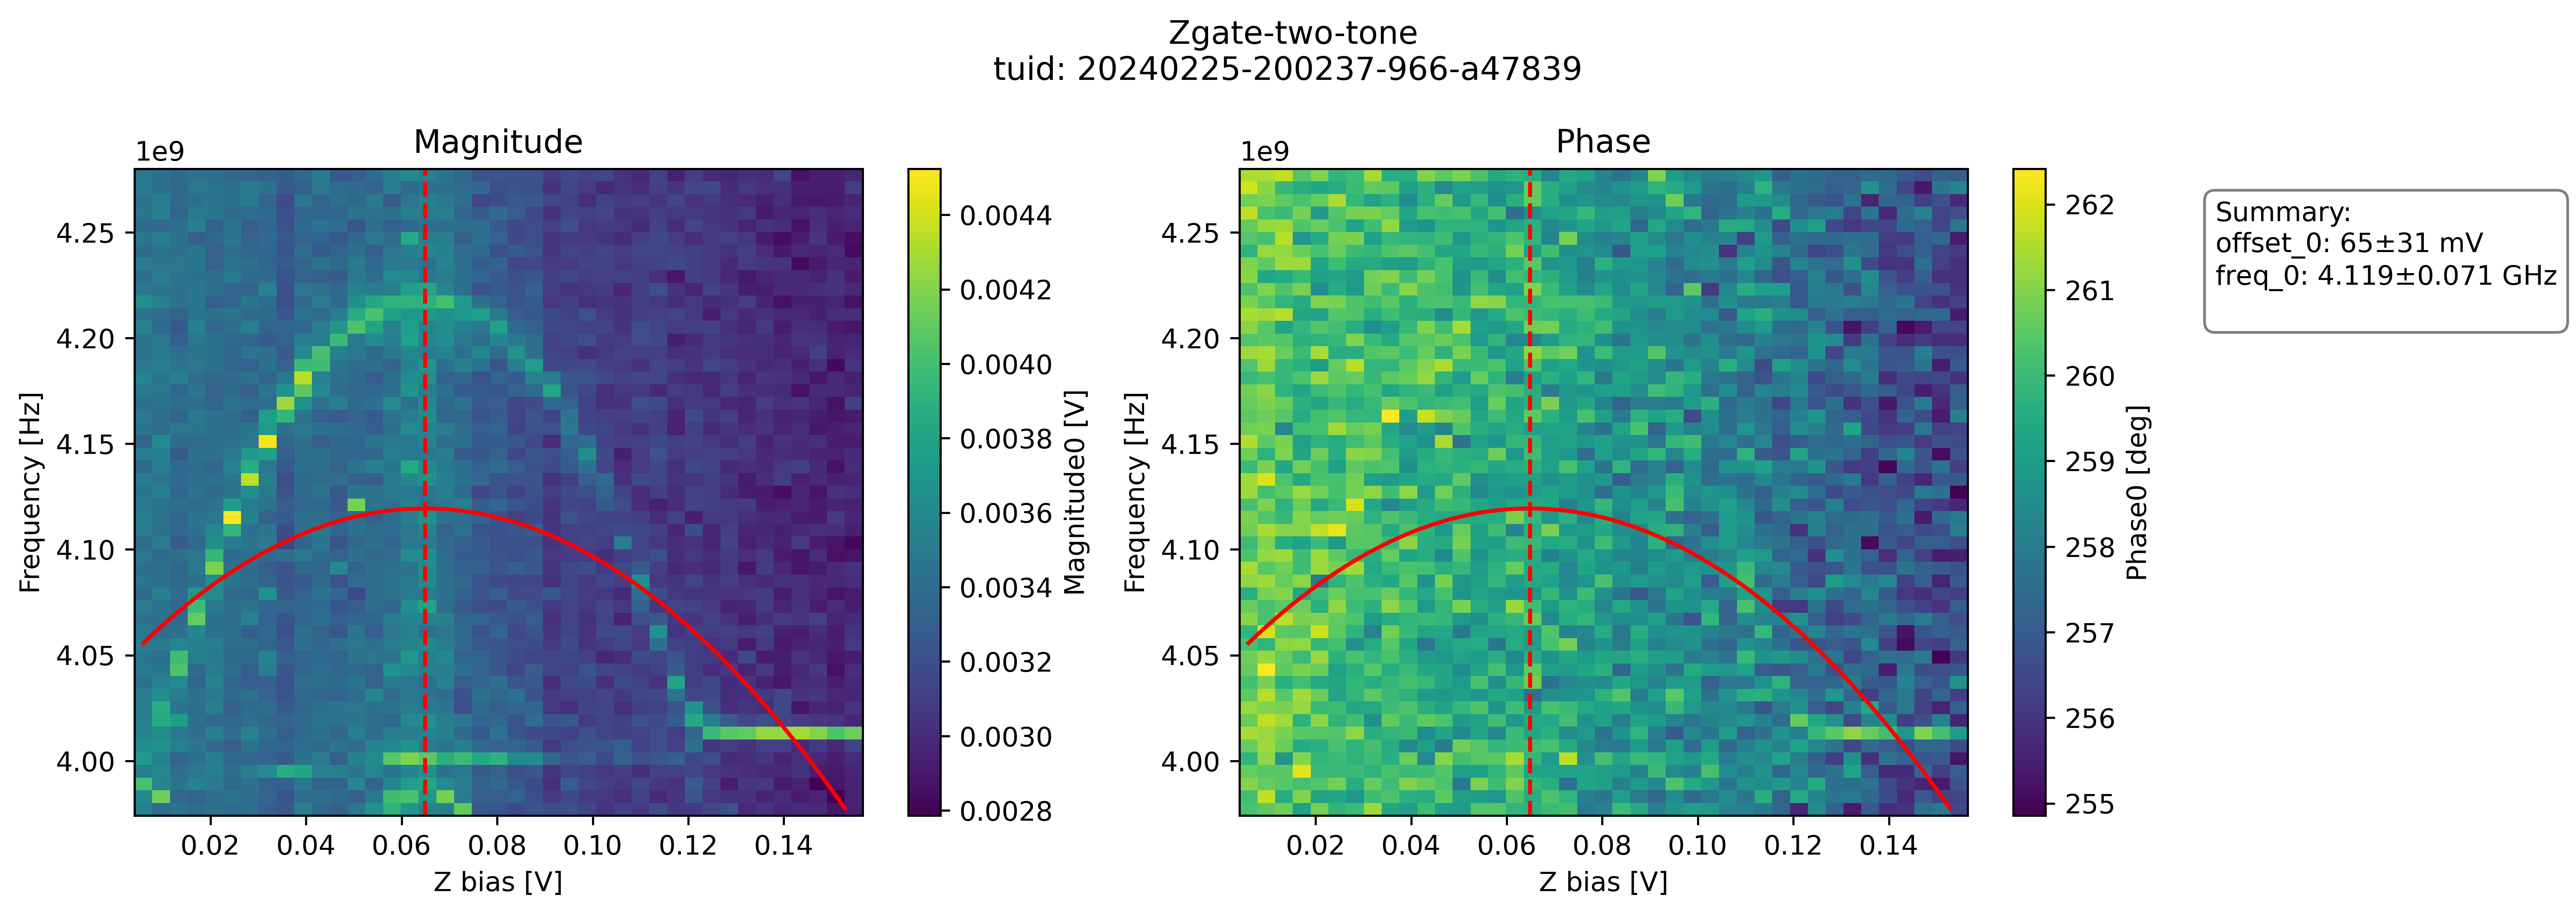 Zgate-two-tone
tuid: 20240225-200237-966-a47839
Magnitude
1e9
4.25
4.20
4.15
4.10
4.05
4.00
Frequency [Hz]
0.02 0.04 0.06 0.08 0.10 0.12 0.14
Z bias [V]
0.0044
0.0042
0.0040
0.0038
0.0036
0.0034
0.0032
0.0030
0.0028
Magnitude0 [V]
Phase
1e9
4.25
4.20
4.15
4.10
4.05
4.00
Frequency [Hz]
0.02 0.04 0.06 0.08 0.10 0.12 0.14
Z bias [V]
262
261
260
259
258
257
256
255
Phase0 [deg]
Summary:
offset_0: 65±31 mV
freq_0: 4.119±0.071 GHz